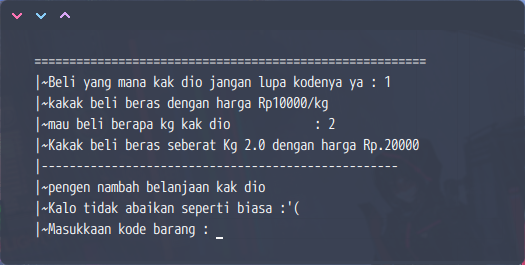 ========================================================
|~Beli yang mana kak dio jangan lupa kodenya ya : 1
|~kakak beli beras dengan harga Rp10000/kg
|~mau beli berapa kg kak dio            : 2
|~Kakak beli beras seberat Kg 2.0 dengan harga Rp.20000
|---------------------------------------------------
|~pengen nambah belanjaan kak dio
|~Kalo tidak abaikan seperti biasa :'(
|~Masukkaan kode barang : _